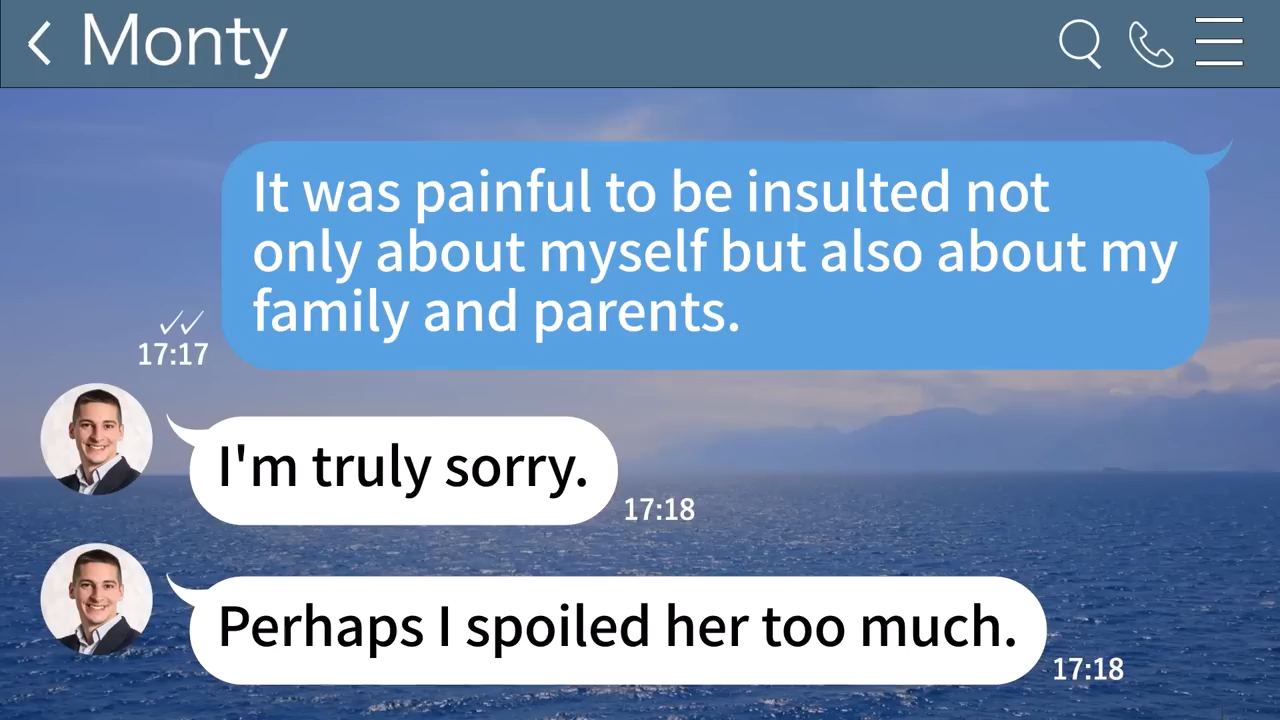 Monty
It was painful to be insulted not
only about myself but also about my
family and parents.
17:17
I'm truly sorry.
17:18
Perhaps I spoiled her too much.
17:18